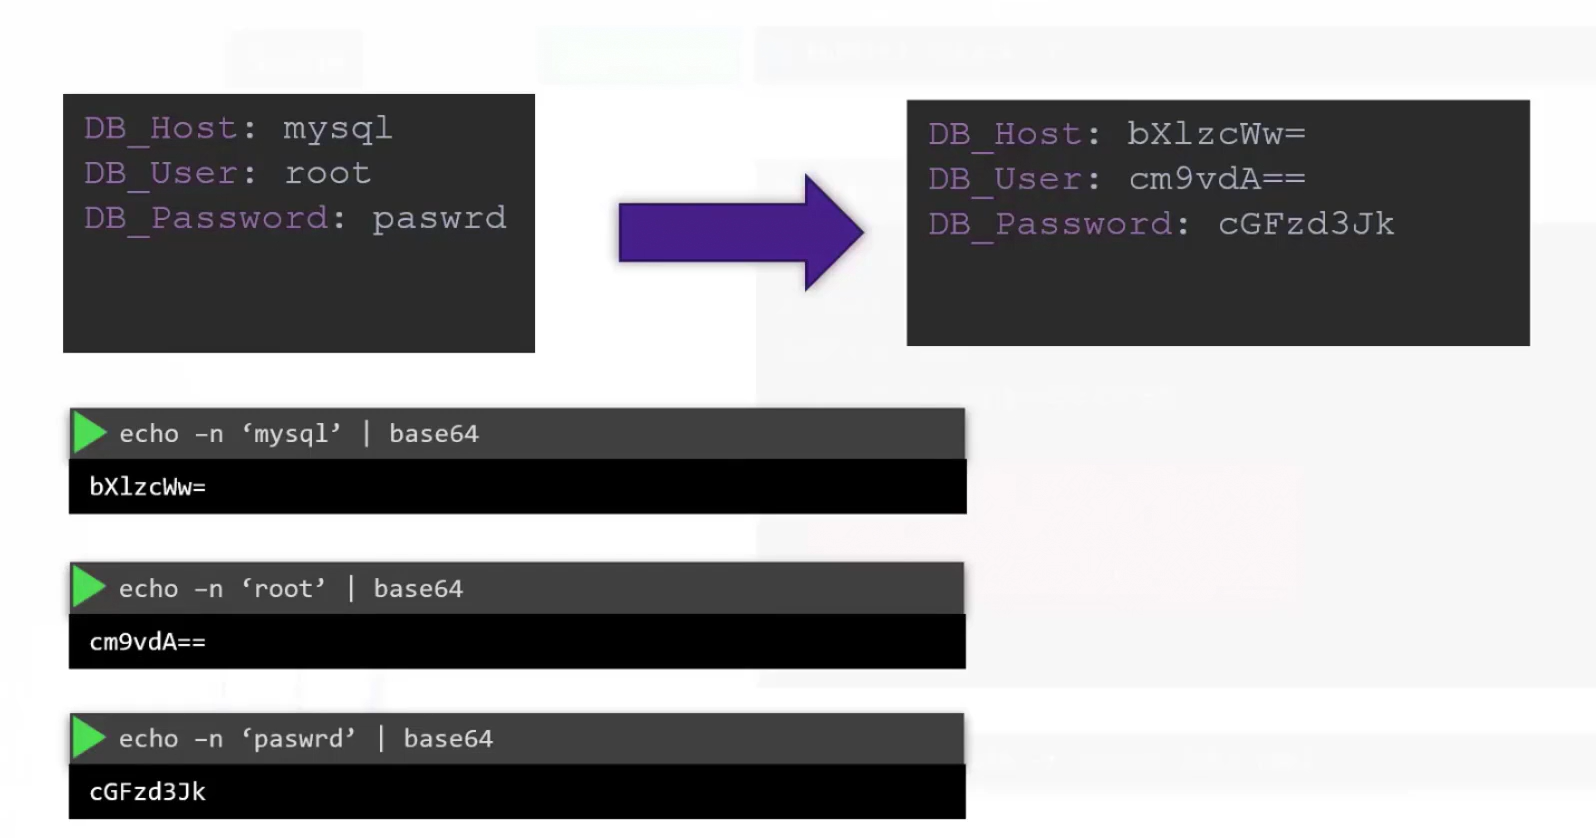 DB_Host: mysql
DB_User: root
DB_Password: paswrd
DB_Host: bXlzcWw=
DB_User: cm9vdA==
DB_Password: cGFzd3Jk
echo –n ‘mysql’ | base64
bXlzcWw=
echo –n ‘root’ | base64
cm9vdA==
echo –n ‘paswrd’ | base64
cGFzd3Jk